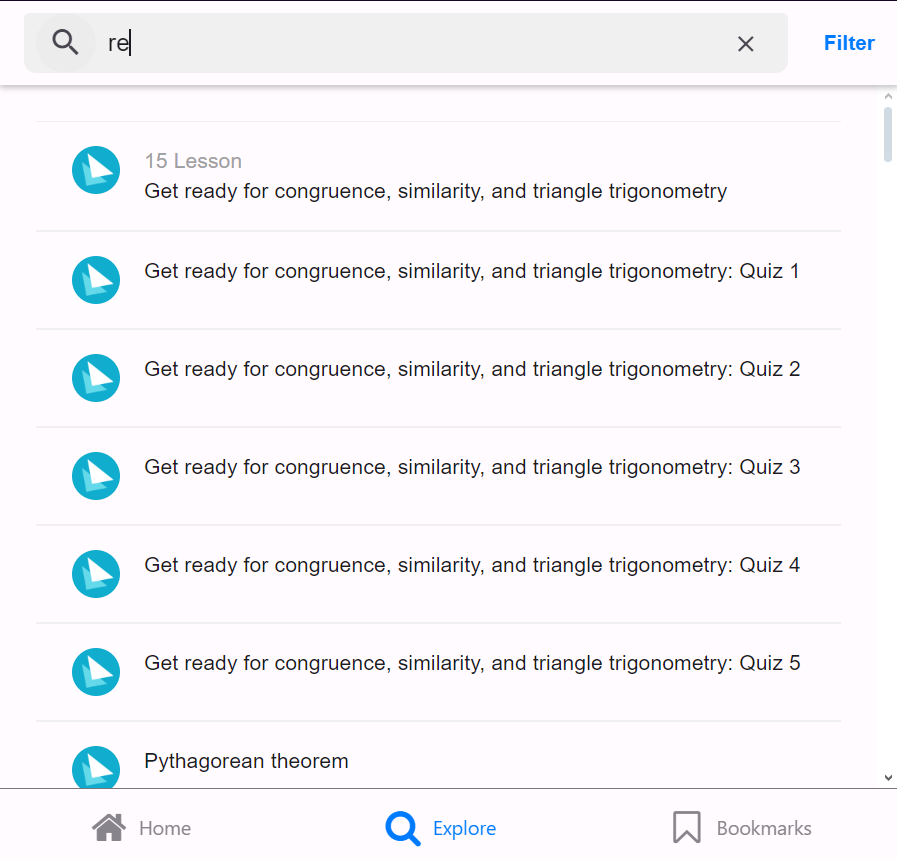 re
Filter
15 Lesson
Get ready for congruence, similarity, and triangle trigonometry
Get ready for congruence, similarity, and triangle trigonometry: Quiz 1
Get ready for congruence, similarity, and triangle trigonometry: Quiz 2
Get ready for congruence, similarity, and triangle trigonometry: Quiz 3
Get ready for congruence, similarity, and triangle trigonometry: Quiz 4
Get ready for congruence, similarity, and triangle trigonometry: Quiz 5
Pythagorean theorem
Home
Explore
Bookmarks